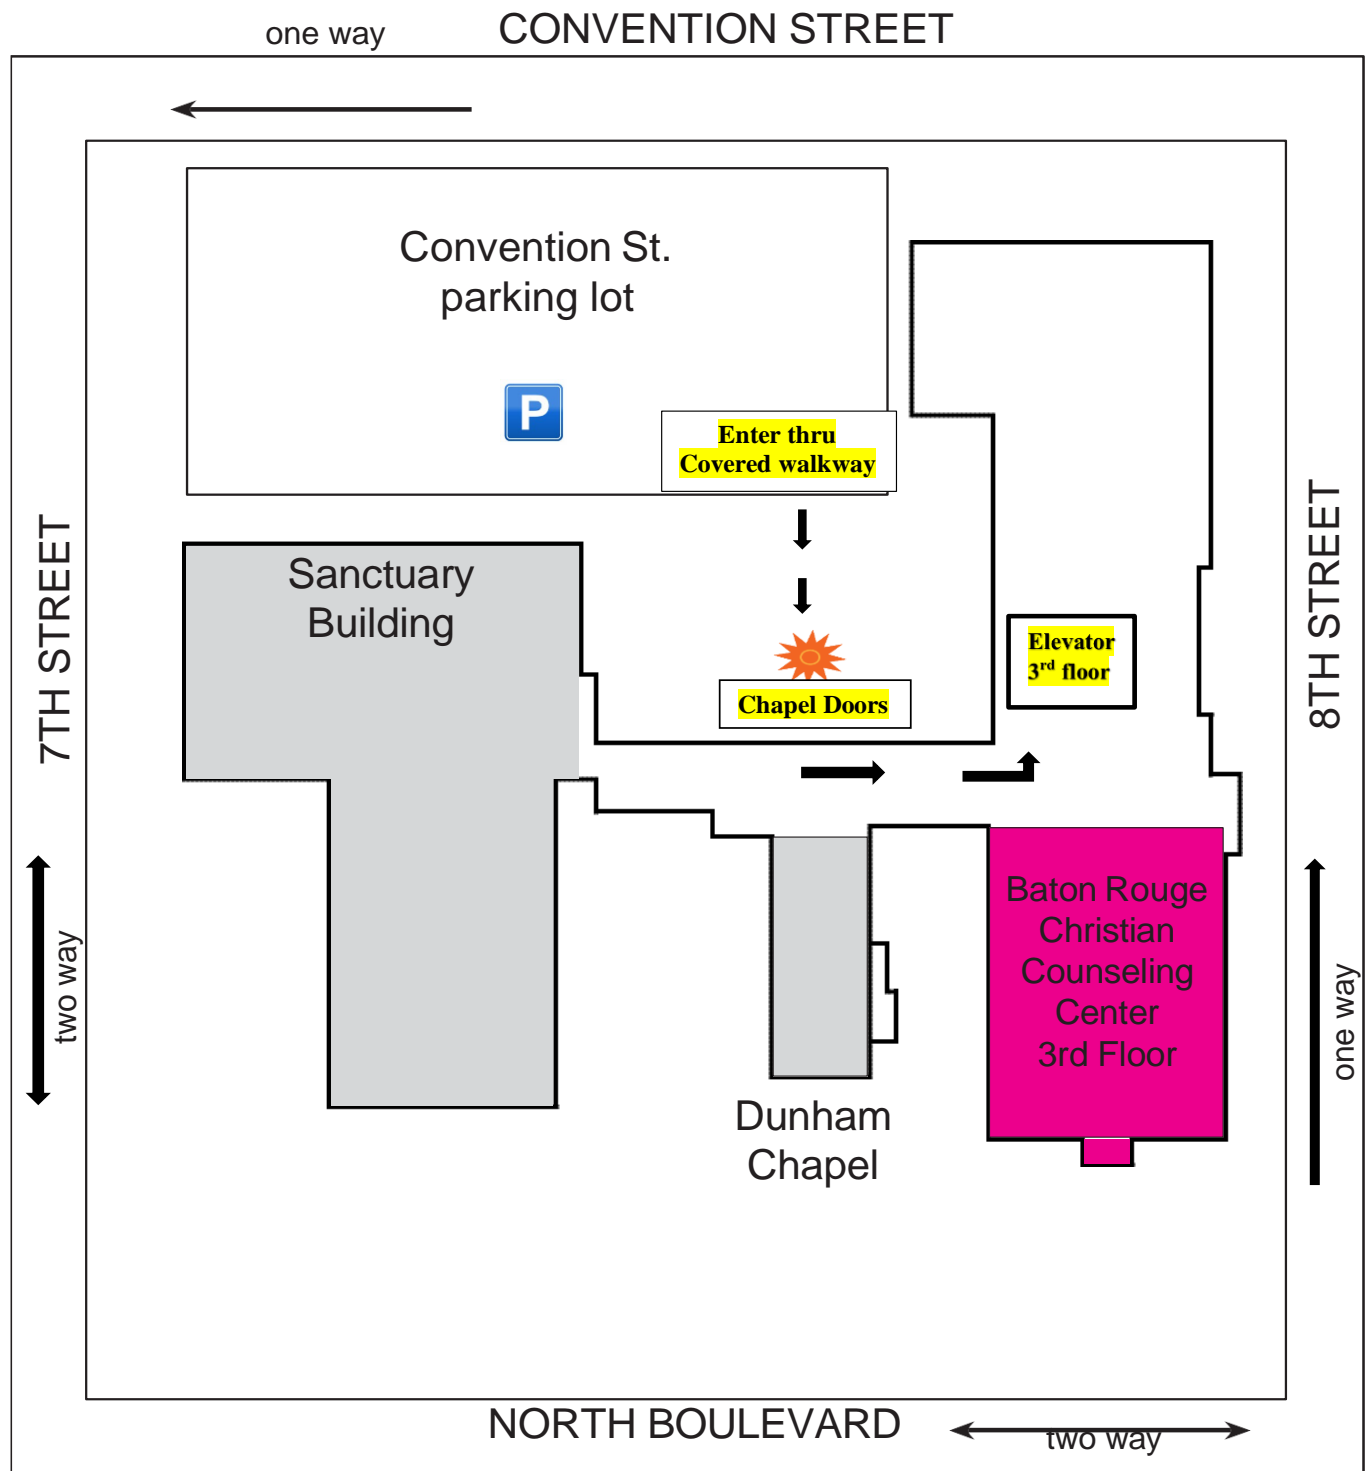 one way
CONVENTION STREET
Convention St.
parking lot
P
Enter thru
Covered walkway
Sanctuary
Building
7TH STREET
two way
Chapel Doors
Elevator
3rd floor
8TH STREET
one way
Baton Rouge
Christian
Counseling
Center
3rd Floor
Dunham
Chapel
NORTH BOULEVARD
two way